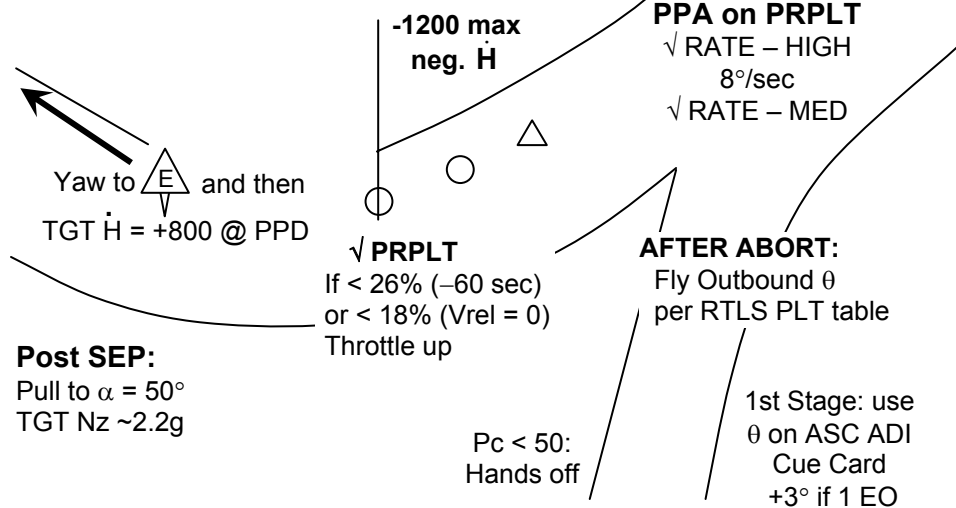 -1200 max
neg. Ḣ
PPA on PRPLT
√ RATE – HIGH
8°/sec
√ RATE – MED
Yaw to E and then
TGT Ḣ = +800 @ PPD
√ PRPLT
If < 26% (–60 sec)
or < 18% (Vrel = 0)
Throttle up
AFTER ABORT:
Fly Outbound θ
per RTLS PLT table
Post SEP:
Pull to α = 50°
TGT Nz ~2.2g
Pc < 50:
Hands off
1st Stage: use
θ on ASC ADI
Cue Card
+3° if 1 EO